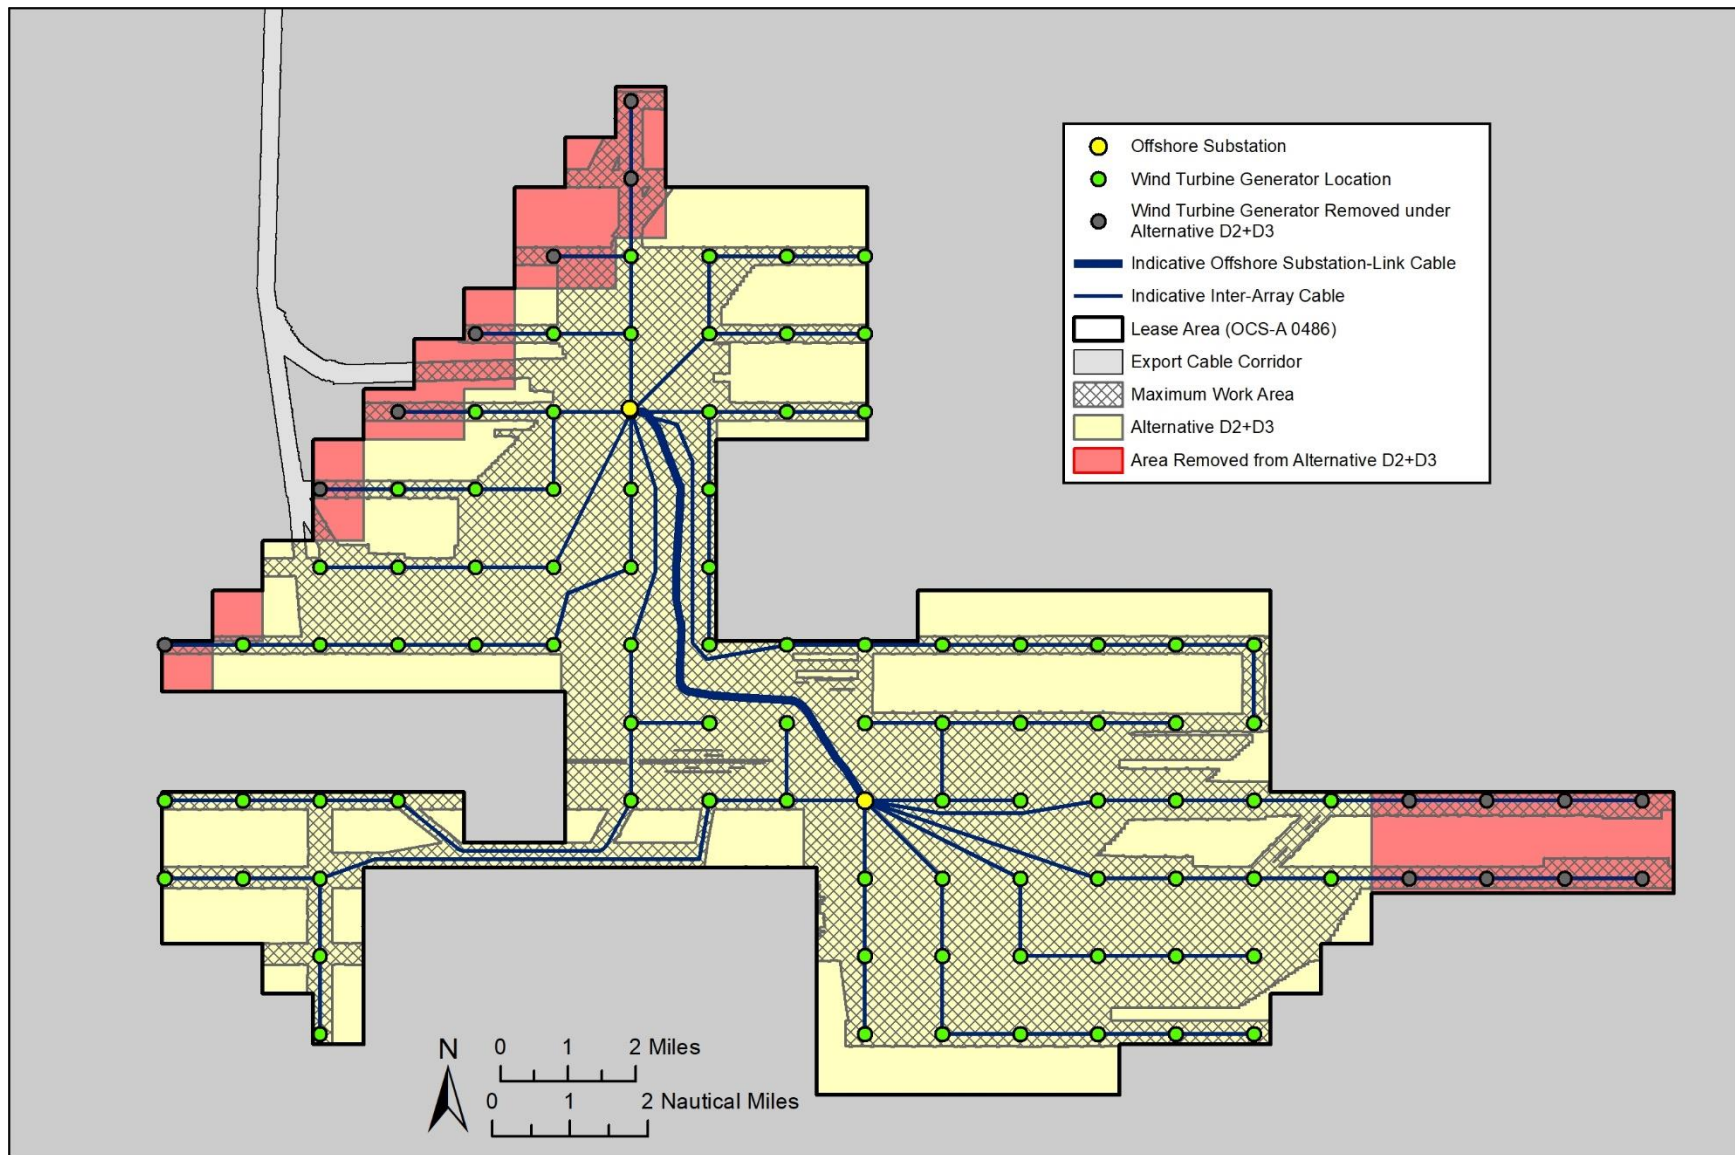 Offshore Substation
Wind Turbine Generator Location
Wind Turbine Generator Removed under
Alternative D2+D3
Indicative Offshore Substation-Link Cable
Indicative Inter-Array Cable
Lease Area (OCS-A 0486)
Export Cable Corridor
Maximum Work Area
Alternative D2+D3
Area Removed from Alternative D2+D3
N
0 1 2 Miles
0 1 2 Nautical Miles